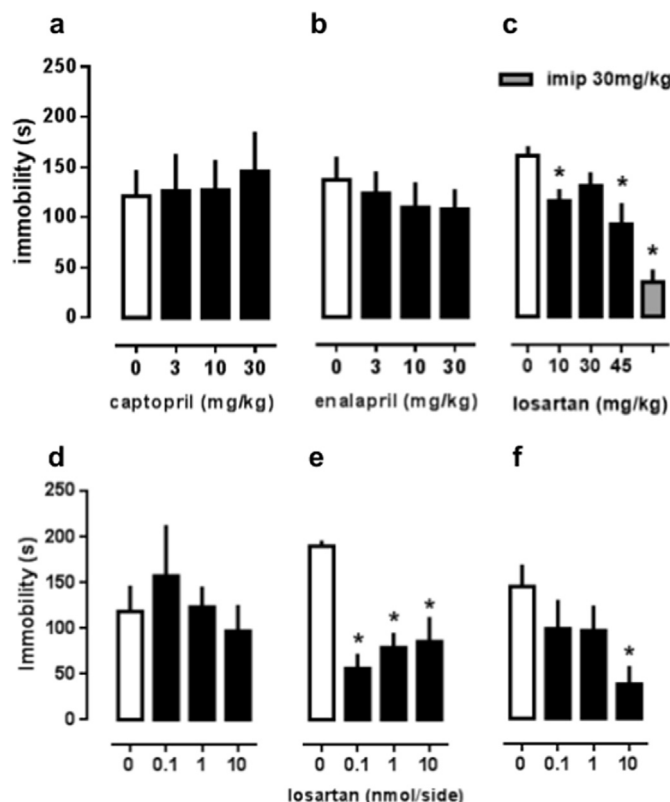 a
b
c
imip 30mg/kg
immobility (s)
250
200
150
100
50
0
*
*
*
0 3 10 30
captopril (mg/kg)
0 3 10 30
enalapril (mg/kg)
0 10 30 45
losartan (mg/kg)
d
e
f
Immobility (s)
250
200
150
100
50
0
*
*
*
*
0 0.1 1 10
0 0.1 1 10
0 0.1 1 10
losartan (nmol/side)